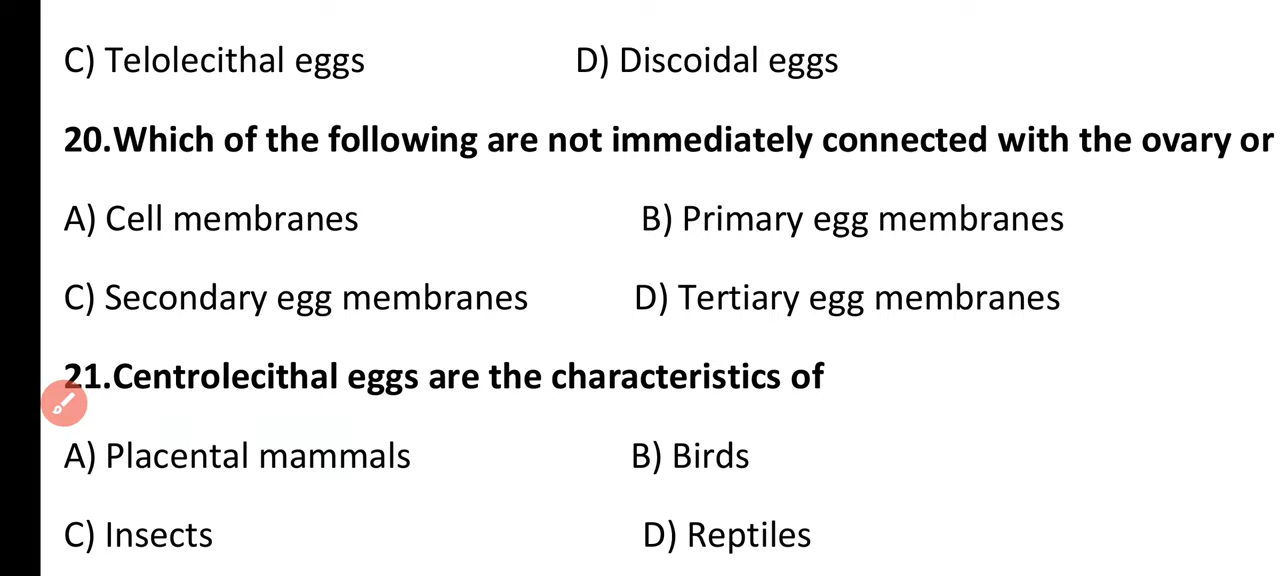 C) Telolecithal eggs D) Discoidal eggs
20.Which of the following are not immediately connected with the ovary or
A) Cell membranes B) Primary egg membranes
C) Secondary egg membranes D) Tertiary egg membranes
21.Centrolecithal eggs are the characteristics of
A) Placental mammals B) Birds
C) Insects D) Reptiles